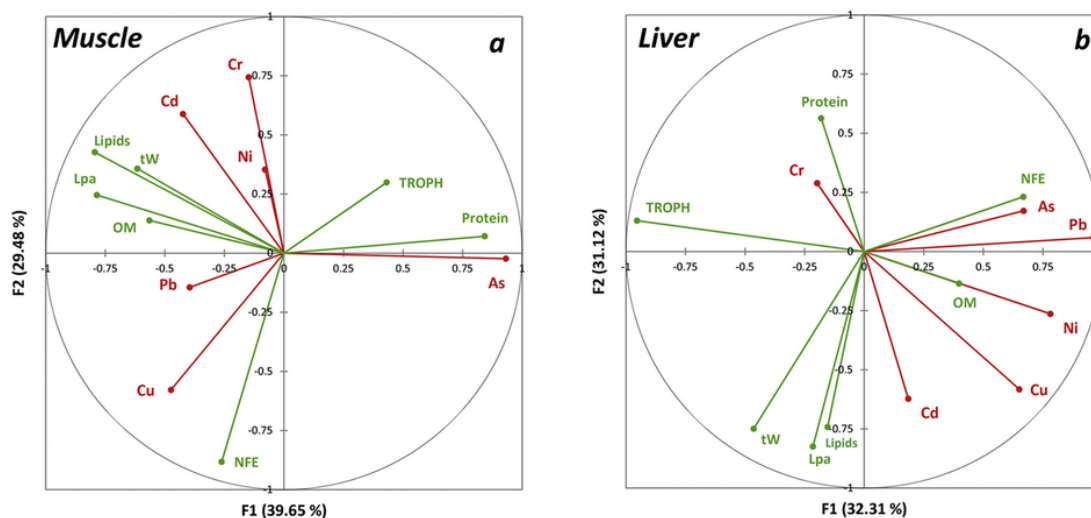 Muscle
a
1
Cr
0.75
Cd
0.5
Lipids
tW
Ni
Lpa
0.25
TROPH
OM
Protein
-1
-0.75
-0.5
-0.25
0
0.25
0.5
0.75
1
Pb
As
-0.25
Cu
-0.5
-0.75
NFE
-1
F2 (29.48 %)
F1 (39.65 %)
Liver
b
1
0.75
Protein
0.5
Cr
0.25
NFE
TROPH
As
Pb
-1
-0.75
-0.5
-0.25
0
0.25
0.5
0.75
OM
-0.25
Ni
-0.5
Cu
Cd
tW
-0.75
Lipids
Lpa
-1
F2 (31.12 %)
F1 (32.31 %)